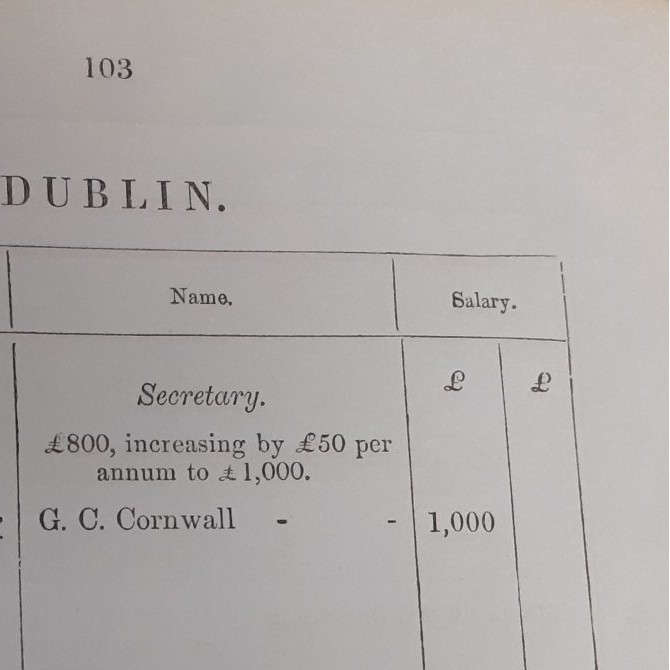 103
DUBLIN.
Name. Salary.
Secretary. £ £
£800, increasing by £50 per
annum to £1,000.
G. C. Cornwall - - 1,000